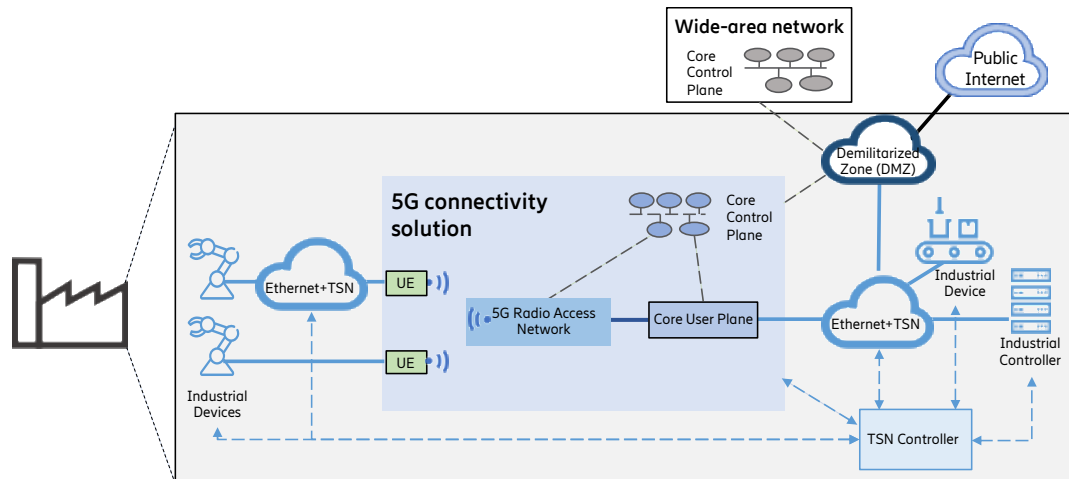 Wide-area network
Core
Control
Plane
Public
Internet
Demilitarized
Zone (DMZ)
5G connectivity
solution
Core
Control
Plane
Ethernet+TSN
UE
5G Radio Access
Network
Core User Plane
Ethernet+TSN
Industrial
Device
Industrial
Controller
UE
Industrial
Devices
TSN Controller